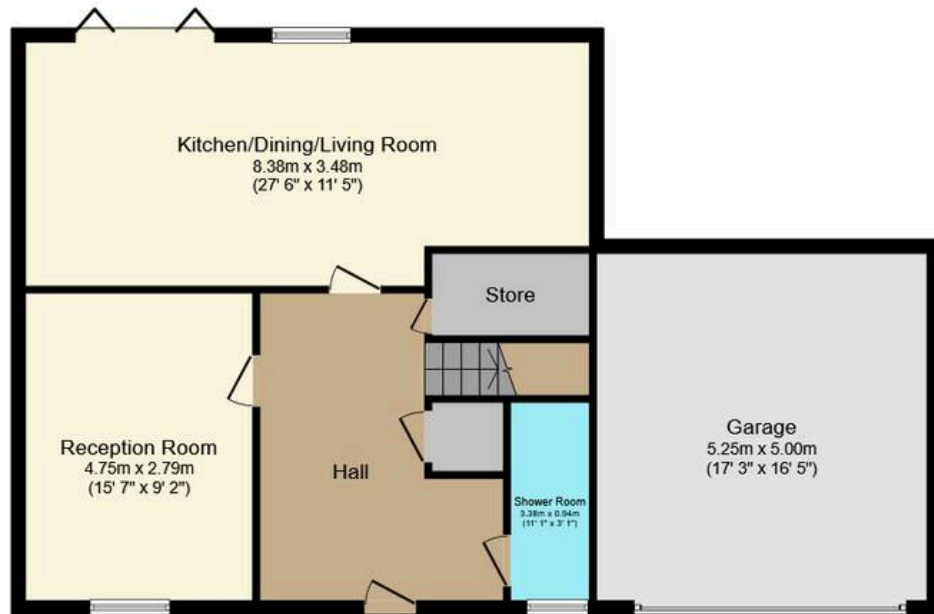 Kitchen/Dining/Living Room
8.38m x 3.48m
(27' 6" x 11' 5")
Store
Reception Room
4.75m x 2.79m
(15' 7" x 9' 2")
Hall
Shower Room
3.38m x 0.94m
(11' 1" x 3' 1")
Garage
5.25m x 5.00m
(17' 3" x 16' 5")